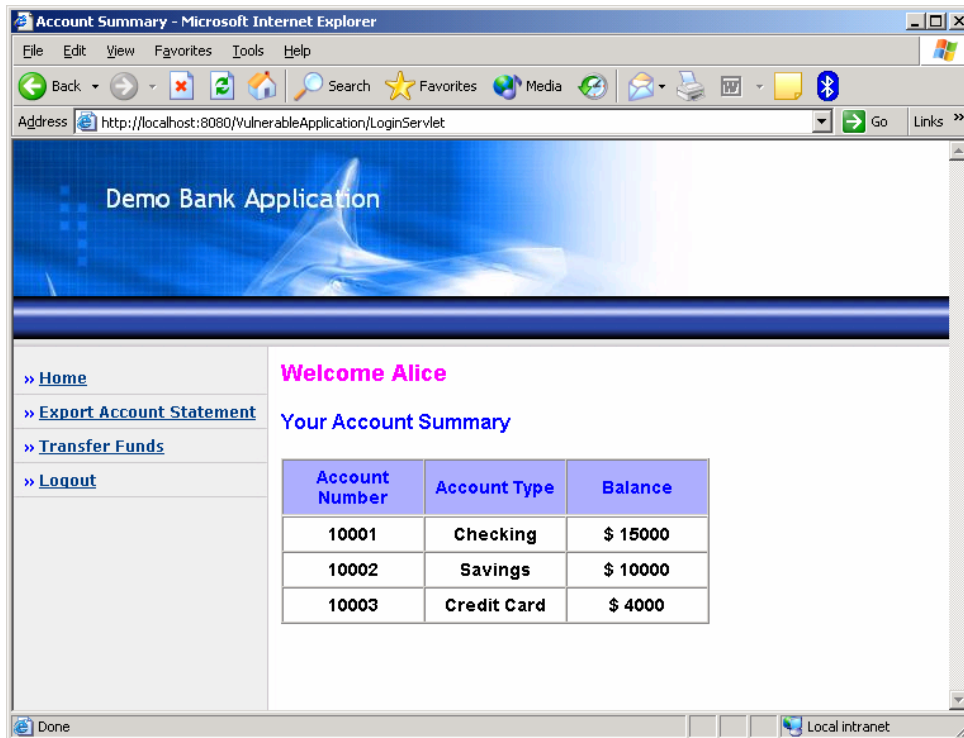 Account Summary - Microsoft Internet Explorer
File Edit View Favorites Tools Help
Back Search Favorites Media
Address http://localhost:8080/VulnerableApplication/LoginServlet Go Links »
Demo Bank Application
» Home
» Export Account Statement
» Transfer Funds
» Logout
Welcome Alice
Your Account Summary
Account Number Account Type Balance
10001 Checking $ 15000
10002 Savings $ 10000
10003 Credit Card $ 4000
Done Local intranet